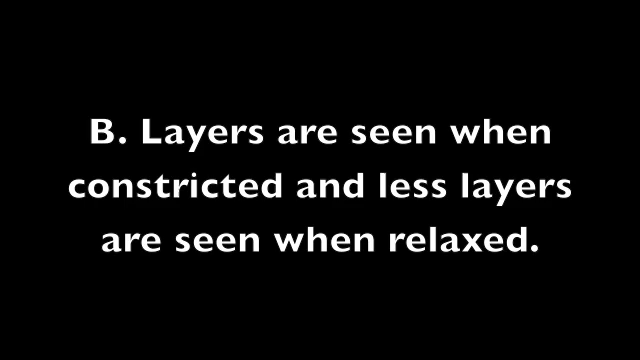 B. Layers are seen when
constricted and less layers
are seen when relaxed.